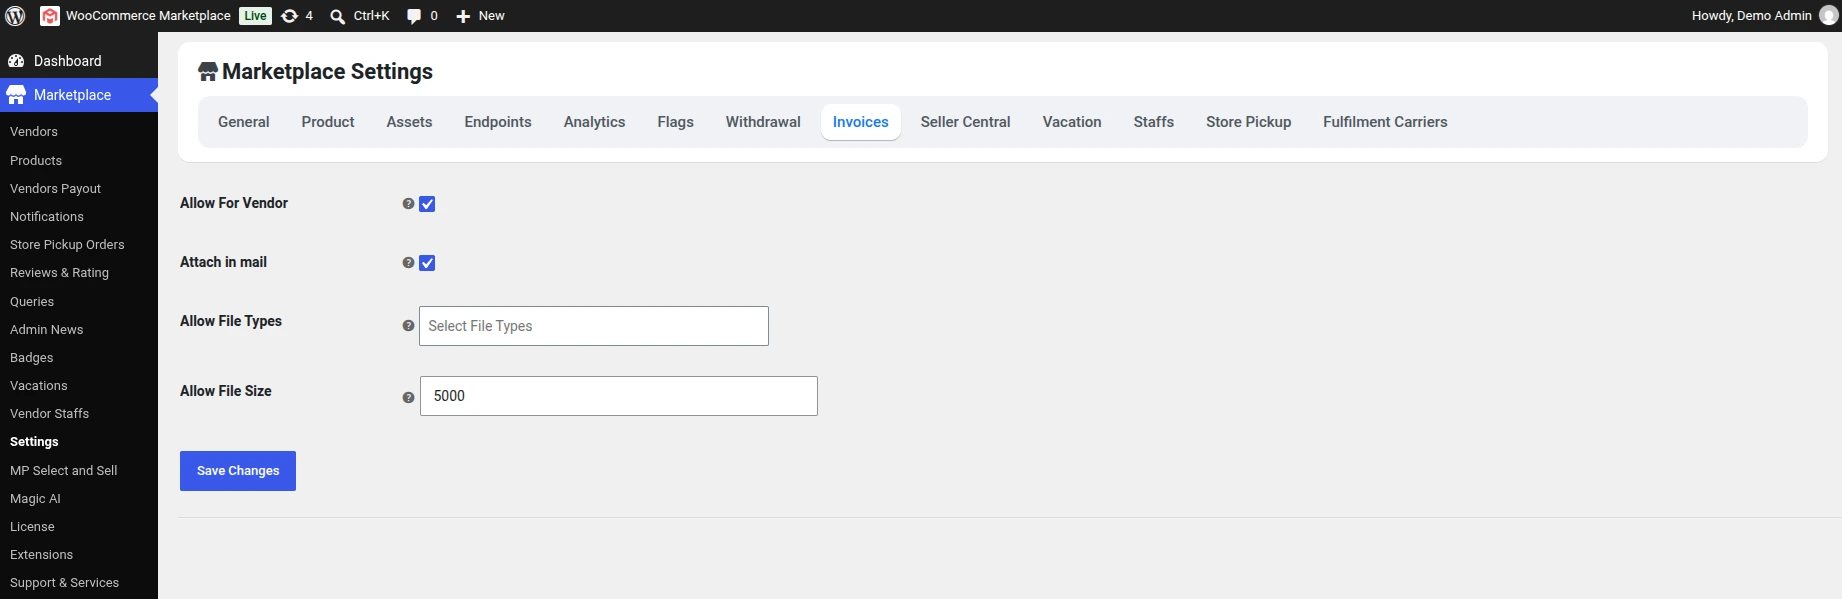 WooCommerce Marketplace Live 4 Ctrl+K 0 New Howdy, Demo Admin
Dashboard
Marketplace
Vendors
Products
Vendors Payout
Notifications
Store Pickup Orders
Reviews & Rating
Queries
Admin News
Badges
Vacations
Vendor Staffs
Settings
MP Select and Sell
Magic AI
License
Extensions
Support & Services
Marketplace Settings
General Product Assets Endpoints Analytics Flags Withdrawal Invoices Seller Central Vacation Staffs Store Pickup Fulfilment Carriers
Allow For Vendor
Attach in mail
Allow File Types Select File Types
Allow File Size 5000
Save Changes